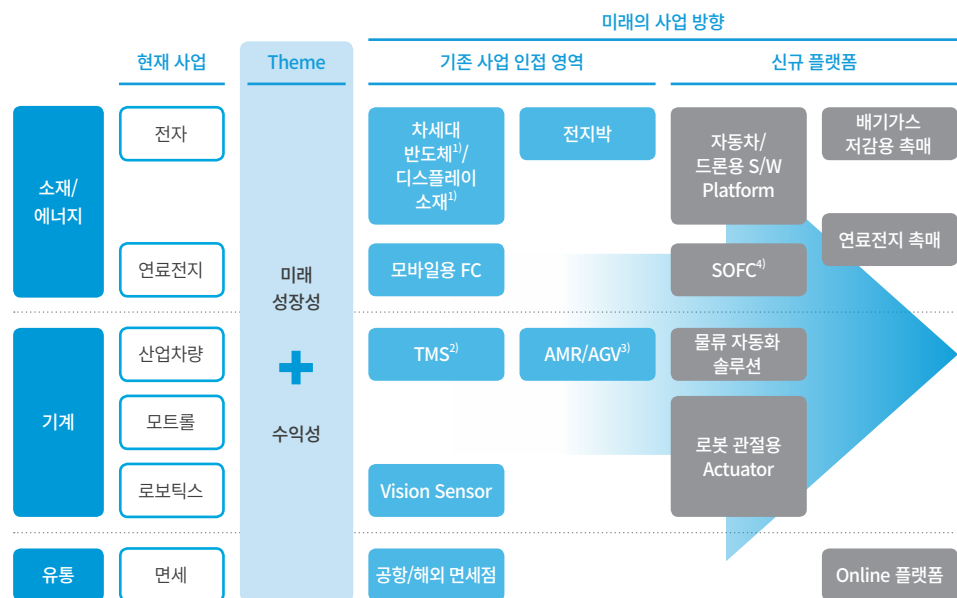 미래의 사업 방향
현재 사업
Theme
기존 사업 인접 영역
신규 플랫폼
소재/
에너지
전자
차세대
반도체1)/
디스플레이
소재1)
전지박
자동차/
드론용 S/W
Platform
배기가스
저감용 촉매
연료전지 촉매
연료전지
모바일용 FC
SOFC4)
미래
성장성
+
수익성
기계
산업차량
TMS2)
AMR/AGV3)
물류 자동화
솔루션
모트롤
로봇 관절용
Actuator
로보틱스
Vision Sensor
유통
면세
공항/해외 면세점
Online 플랫폼